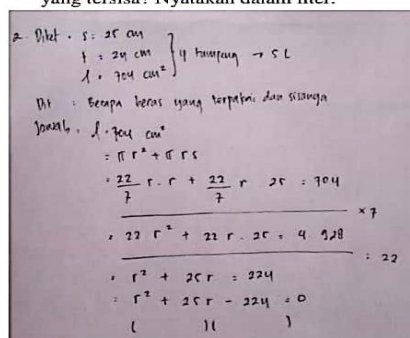 yang tersisa? Nyatakan dalam liter.
2. Diket : s : 25 cm
t : 24 cm
l : 704 cm²
4 tumpeng → 5 L
Dit : Berapa beras yang terpakai dan sisanya
Jawab : l : 704 cm²
= π r² + π r s
= 22/7 r . r + 22/7 r 25 = 704
× 7
= 22 r² + 22 r . 25 = 4.928
: 22
= r² + 25 r = 224
= r² + 25 r - 224 = 0
( )( )